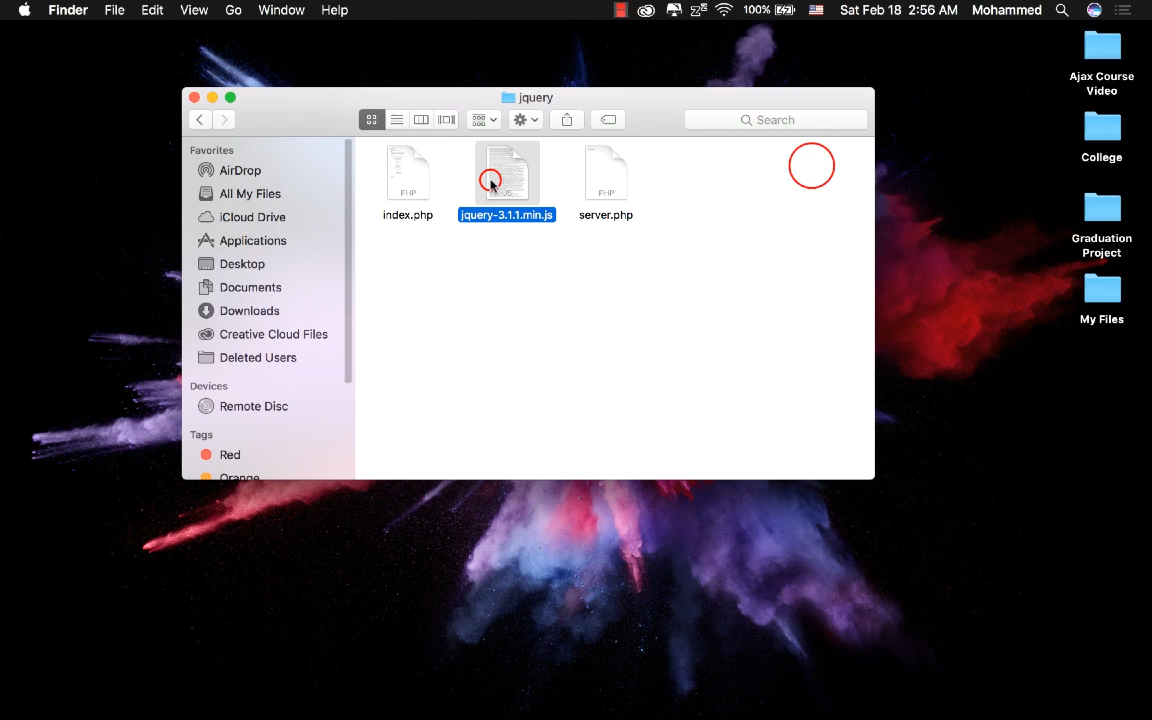 Finder File Edit View Go Window Help 100% Sat Feb 18 2:56 AM Mohammed
jquery
Search
Favorites
AirDrop
All My Files
iCloud Drive
Applications
Desktop
Documents
Downloads
Creative Cloud Files
Deleted Users
Devices
Remote Disc
Tags
Red
Orange
PHP
index.php
JS
jquery-3.1.1.min.js
PHP
server.php
Ajax Course
Video
College
Graduation
Project
My Files